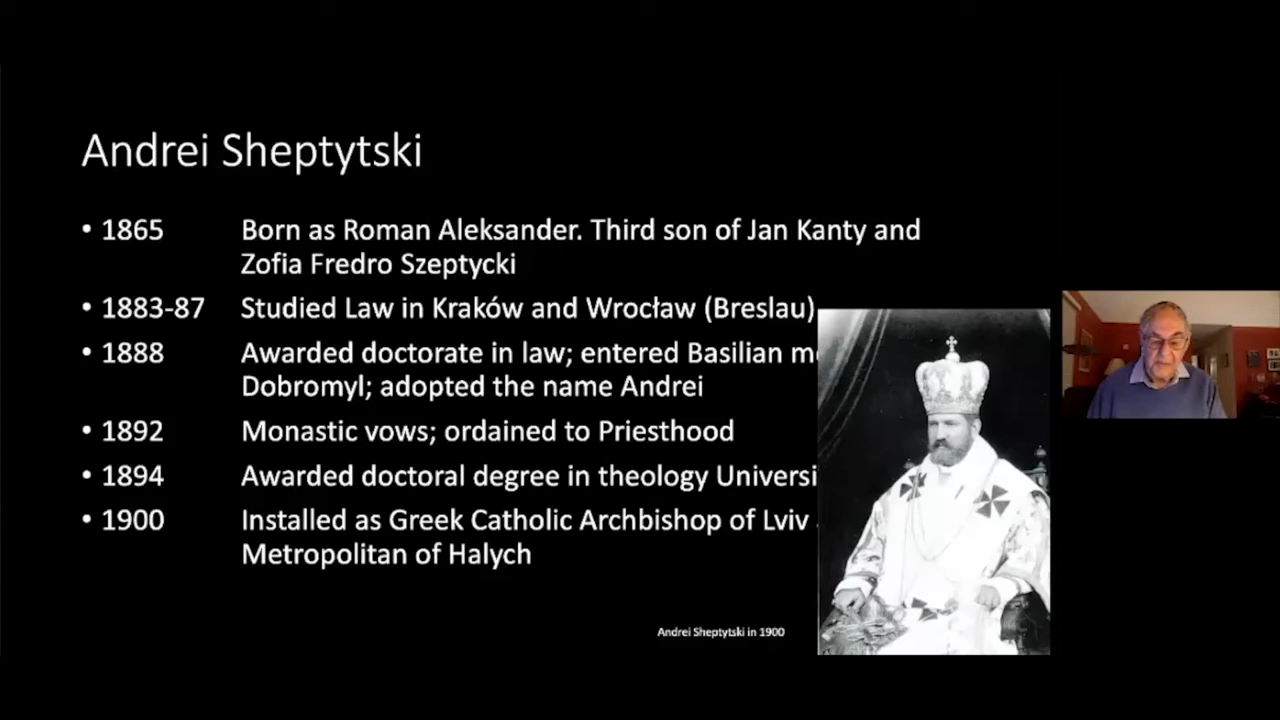 Andrei Sheptytski
• 1865 Born as Roman Aleksander. Third son of Jan Kanty and
Zofia Fredro Szeptycki
• 1883-87 Studied Law in Kraków and Wrocław (Breslau)
• 1888 Awarded doctorate in law; entered Basilian
Dobromyl; adopted the name Andrei
• 1892 Monastic vows; ordained to Priesthood
• 1894 Awarded doctoral degree in theology
• 1900 Installed as Greek Catholic Archbishop of Lviv
Metropolitan of Halych
Andrei Sheptytski in 1900